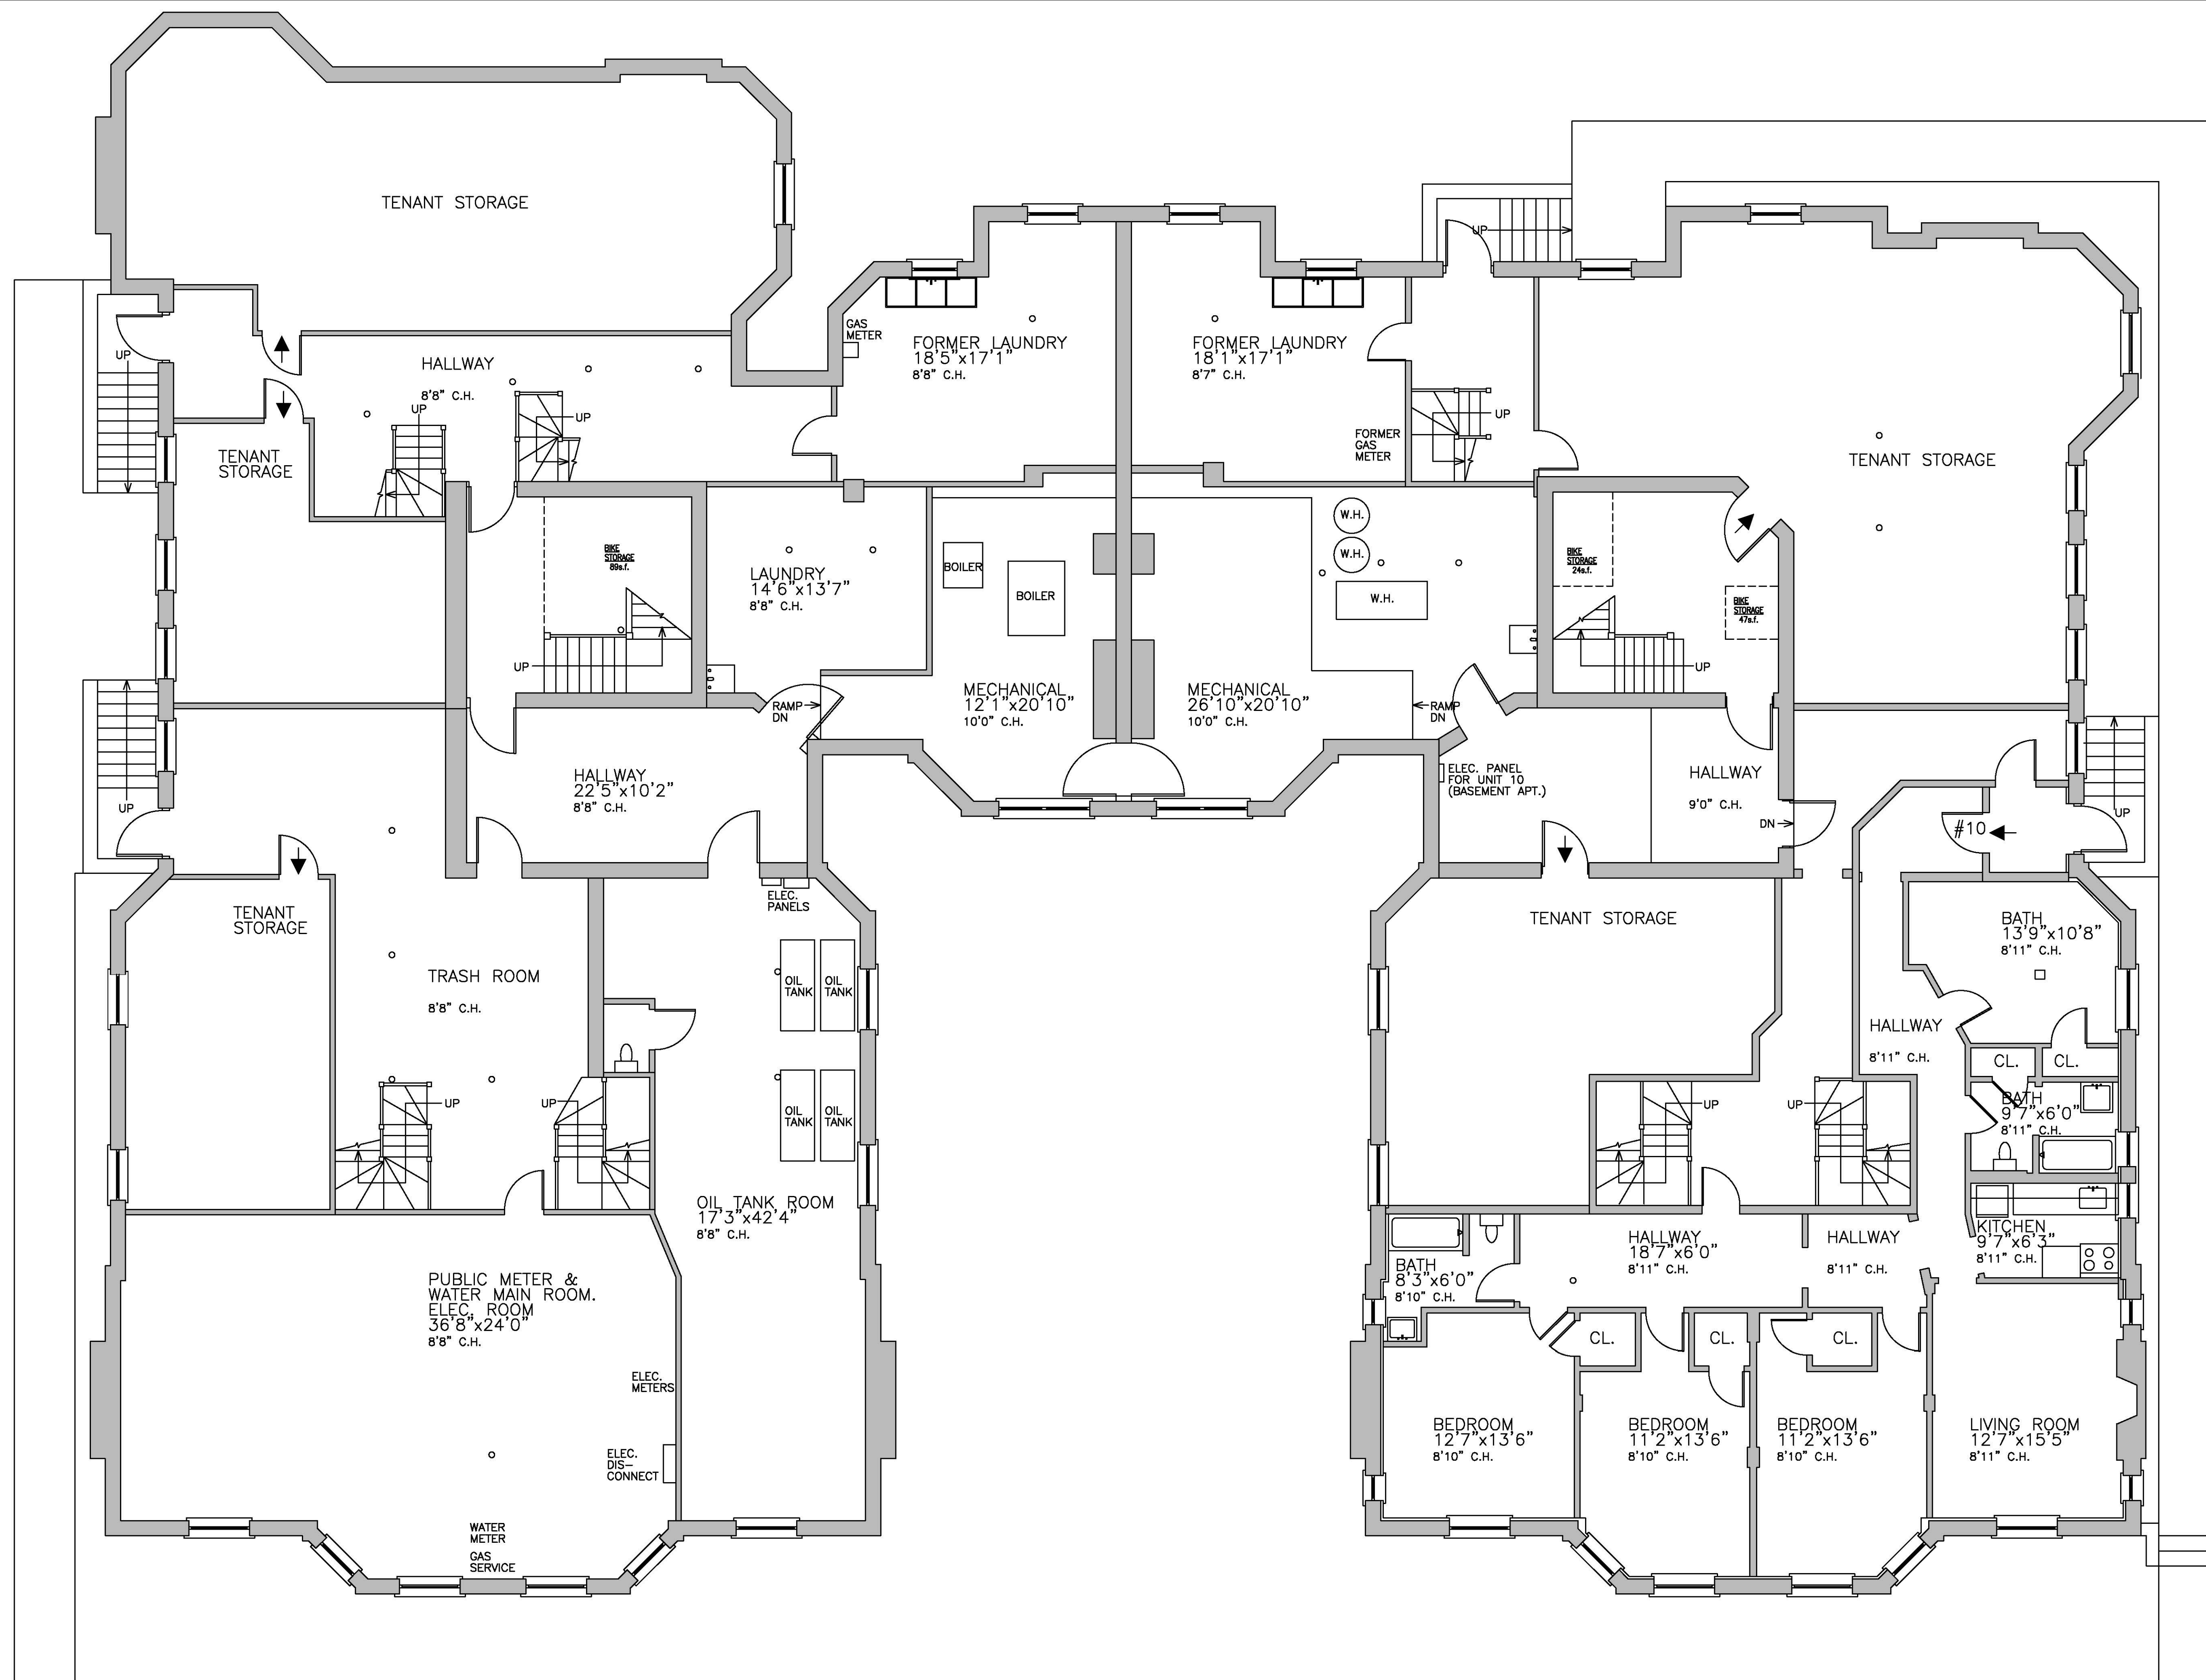 TENANT STORAGE
UP
HALLWAY
8'8" C.H.
UP
UP
TENANT
STORAGE
GAS
METER
FORMER LAUNDRY
18'5"x17'1"
8'8" C.H.
FORMER LAUNDRY
18'1"x17'1"
8'7" C.H.
UP
FORMER
GAS
METER
UP
TENANT STORAGE
BIKE
STORAGE
89s.f.
UP
LAUNDRY
14'6"x13'7"
8'8" C.H.
BOILER
BOILER
W.H.
W.H.
W.H.
BIKE
STORAGE
24s.f.
BIKE
STORAGE
47s.f.
UP
RAMP
DN
MECHANICAL
12'1"x20'10"
10'0" C.H.
MECHANICAL
26'10"x20'10"
10'0" C.H.
RAMP
DN
UP
HALLWAY
22'5"x10'2"
8'8" C.H.
ELEC. PANEL
FOR UNIT 10
(BASEMENT APT.)
HALLWAY
9'0" C.H.
DN
#10
UP
TENANT
STORAGE
TRASH ROOM
8'8" C.H.
ELEC.
PANELS
OIL
TANK
OIL
TANK
OIL
TANK
OIL
TANK
UP
UP
OIL TANK ROOM
17'3"x42'4"
8'8" C.H.
PUBLIC METER &
WATER MAIN ROOM.
ELEC. ROOM
36'8"x24'0"
8'8" C.H.
ELEC.
METERS
ELEC.
DIS-
CONNECT
WATER
METER
GAS
SERVICE
TENANT STORAGE
BATH
13'9"x10'8"
8'11" C.H.
HALLWAY
8'11" C.H.
CL.
CL.
BATH
9'7"x6'0"
8'11" C.H.
UP
UP
KITCHEN
9'7"x6'3"
8'11" C.H.
HALLWAY
18'7"x6'0"
8'11" C.H.
HALLWAY
8'11" C.H.
BATH
8'3"x6'0"
8'10" C.H.
CL.
CL.
CL.
BEDROOM
12'7"x13'6"
8'10" C.H.
BEDROOM
11'2"x13'6"
8'10" C.H.
BEDROOM
11'2"x13'6"
8'10" C.H.
LIVING ROOM
12'7"x15'5"
8'11" C.H.